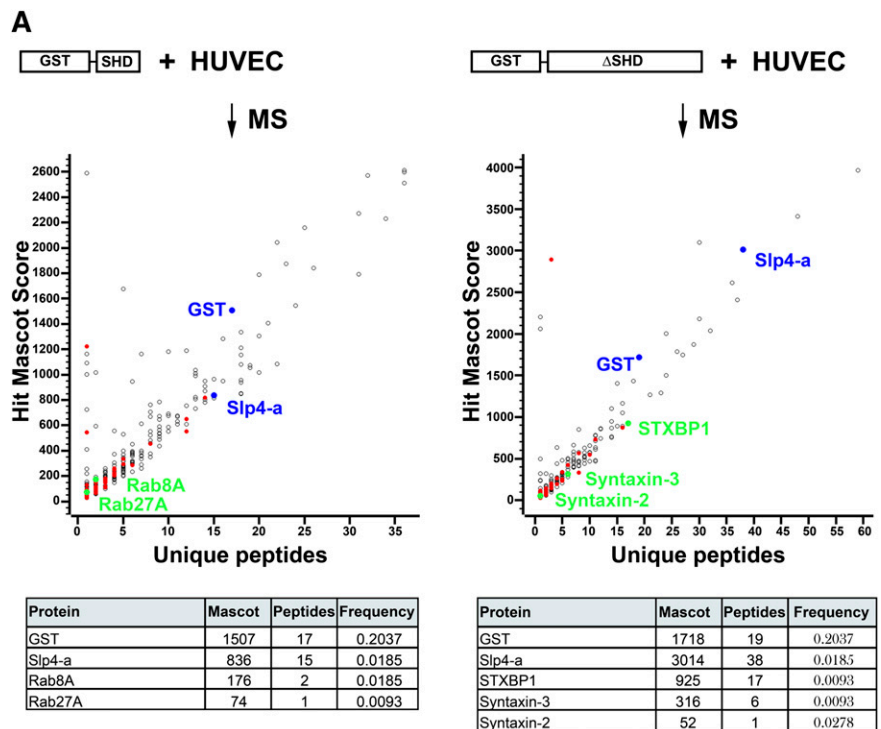 A
GST SHD + HUVEC
MS
Hit Mascot Score
2600
2400
2200
2000
1800
1600
1400
1200
1000
800
600
400
200
0
GST
Slp4-a
Rab8A
Rab27A
0 5 10 15 20 25 30 35
Unique peptides
Protein Mascot Peptides Frequency
GST 1507 17 0.2037
Slp4-a 836 15 0.0185
Rab8A 176 2 0.0185
Rab27A 74 1 0.0093
GST ΔSHD + HUVEC
MS
Hit Mascot Score
4000
3500
3000
2500
2000
1500
1000
500
0
Slp4-a
GST
STXBP1
Syntaxin-3
Syntaxin-2
0 5 10 15 20 25 30 35 40 45 50 55 60
Unique peptides
Protein Mascot Peptides Frequency
GST 1718 19 0.2037
Slp4-a 3014 38 0.0185
STXBP1 925 17 0.0093
Syntaxin-3 316 6 0.0093
Syntaxin-2 52 1 0.0278